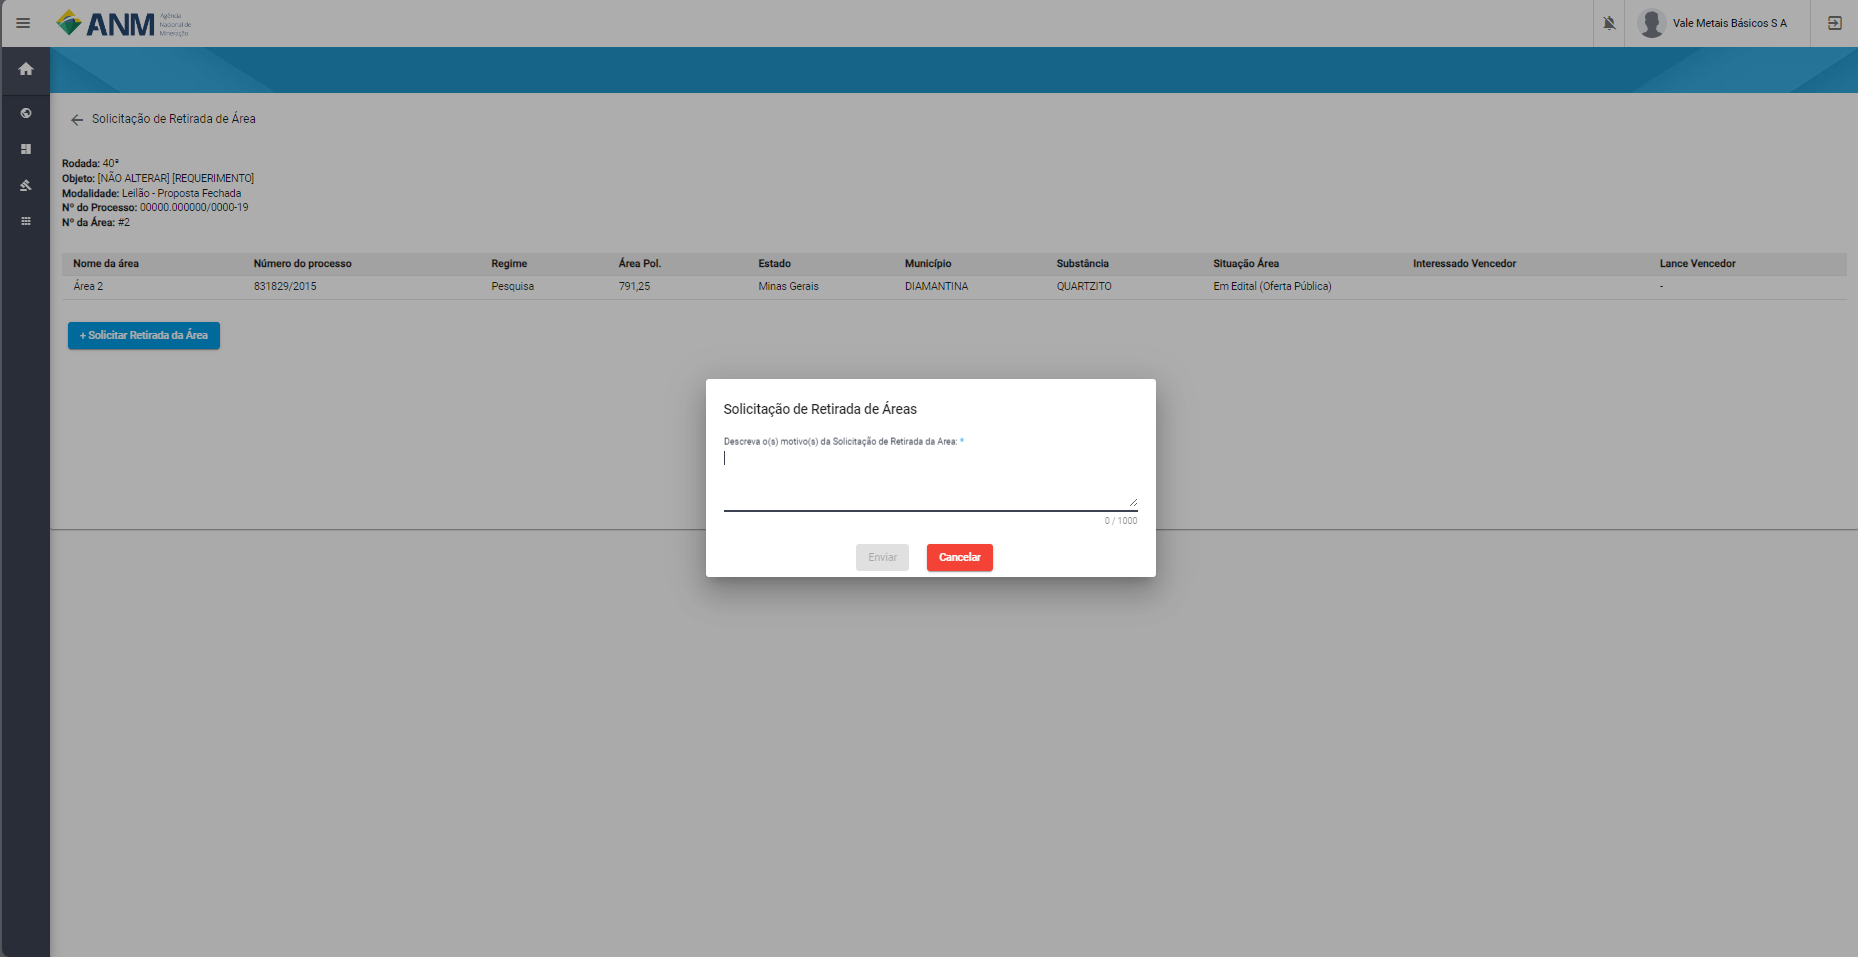 ANM
Agência
Nacional de
Mineração
Vale Metais Básicos S A
Solicitação de Retirada de Área
Rodada: 40ª
Objeto: [NÃO ALTERAR] [REQUERIMENTO]
Modalidade: Leilão - Proposta Fechada
Nº do Processo: 00000.000000/0000-19
Nº da Área: #2
Nome da área Número do processo Regime Área Pol. Estado Município Substância Situação Área Interessado Vencedor Lance Vencedor
Área 2 831829/2015 Pesquisa 791,25 Minas Gerais DIAMANTINA QUARTZITO Em Edital (Oferta Pública) -
+ Solicitar Retirada da Área
Solicitação de Retirada de Áreas
Descreva o(s) motivo(s) da Solicitação de Retirada da Area: *
0 / 1000
Enviar Cancelar